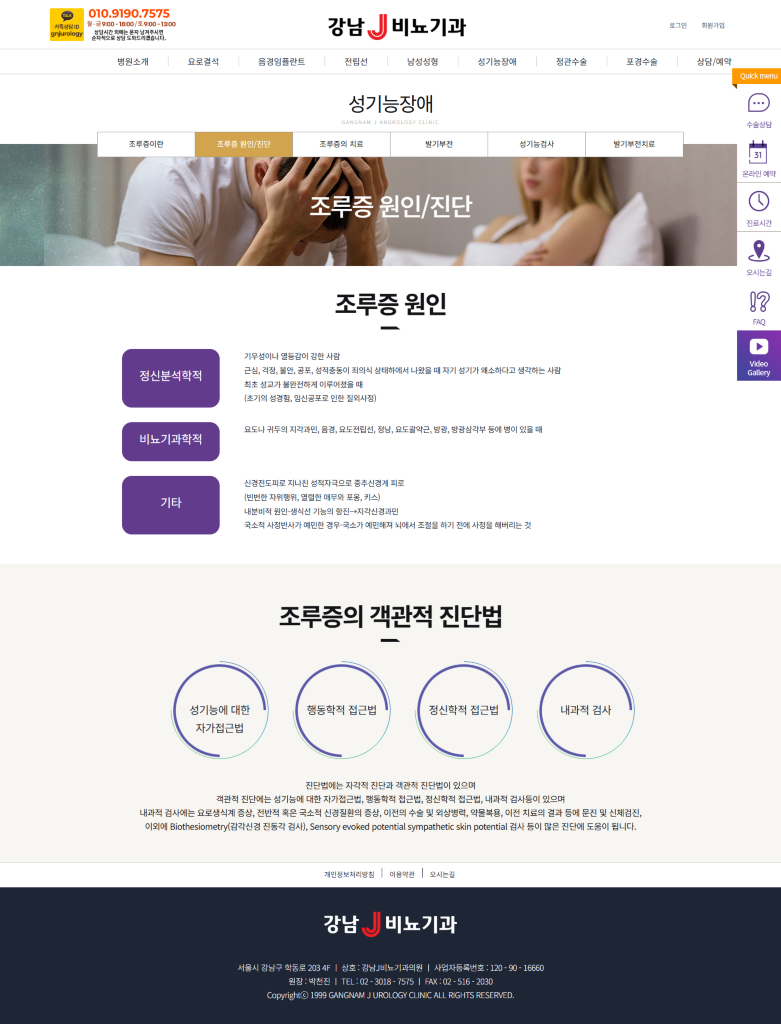 TALK
카톡상담 ID
gnjurology
010.9190.7575
월 - 금 9:00 - 18:00 / 토 9:00 - 13:00
상담시간 외에는 문자 남겨주시면
순차적으로 상담 도와드리겠습니다.
강남 J 비뇨기과
로그인 회원가입
병원소개 요로결석 음경임플란트 전립선 남성성형 성기능장애 정관수술 포경수술 상담/예약
Quick menu
수술상담
31
온라인 예약
진료시간
오시는길
FAQ
Video
Gallery
성기능장애
GANGNAM J ANUROLOGY CLINIC
조루증이란 조루증 원인/진단 조루증의 치료 발기부전 성기능검사 발기부전치료
조루증 원인/진단
조루증 원인
정신분석학적
기우성이나 열등감이 강한 사람
근심, 걱정, 불안, 공포, 성적충동이 죄의식 상태하에서 나왔을 때 자기 성기가 왜소하다고 생각하는 사람
최초 성교가 불완전하게 이루어졌을 때
(초기의 성경험, 임신공포로 인한 질외사정)
비뇨기과학적
요도나 귀두의 지각과민, 음경, 요도전립선, 정낭, 요도괄약근, 방광, 방광삼각부 등에 병이 있을 때
기타
신경전도피로 지나친 성적자극으로 중추신경계 피로
(빈번한 자위행위, 열렬한 애무와 포옹, 키스)
내분비적 원인-생식선 기능의 항진→지각신경과민
국소적 사정반사가 예민한 경우-국소가 예민해져 뇌에서 조절을 하기 전에 사정을 해버리는 것
조루증의 객관적 진단법
성기능에 대한
자가접근법
행동학적 접근법
정신학적 접근법
내과적 검사
진단법에는 자각적 진단과 객관적 진단법이 있으며
객관적 진단에는 성기능에 대한 자가접근법, 행동학적 접근법, 정신학적 접근법, 내과적 검사등이 있으며
내과적 검사에는 요로생식계 증상, 전반적 혹은 국소적 신경질환의 증상, 이전의 수술 및 외상병력, 약물복용, 이전 치료의 결과 등에 문진 및 신체검진,
이외에 Biothesiometry(감각신경 진동각 검사), Sensory evoked potential sympathetic skin potential 검사 등이 많은 진단에 도움이 됩니다.
개인정보처리방침 | 이용약관 | 오시는길
강남 J 비뇨기과
서울시 강남구 학동로 203 4F | 상호 : 강남J비뇨기과의원 | 사업자등록번호 : 120 - 90 - 16660
원장 : 박천진 | TEL : 02 - 3018 - 7575 | FAX : 02 - 516 - 2030
Copyrightⓒ 1999 GANGNAM J UROLOGY CLINIC ALL RIGHTS RESERVED.